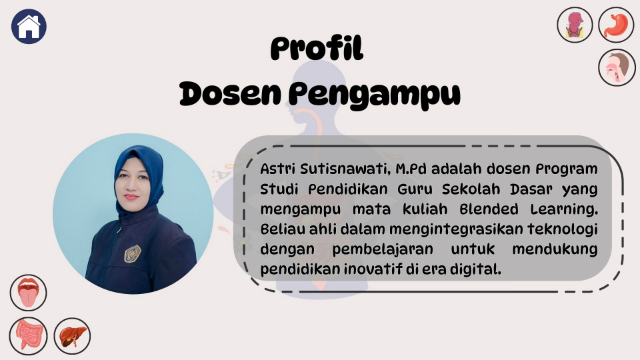 Profil
Dosen Pengampu
Astri Sutisnawati, M.Pd adalah dosen Program
Studi Pendidikan Guru Sekolah Dasar yang
mengampu mata kuliah Blended Learning.
Beliau ahli dalam mengintegrasikan teknologi
dengan pembelajaran untuk mendukung
pendidikan inovatif di era digital.